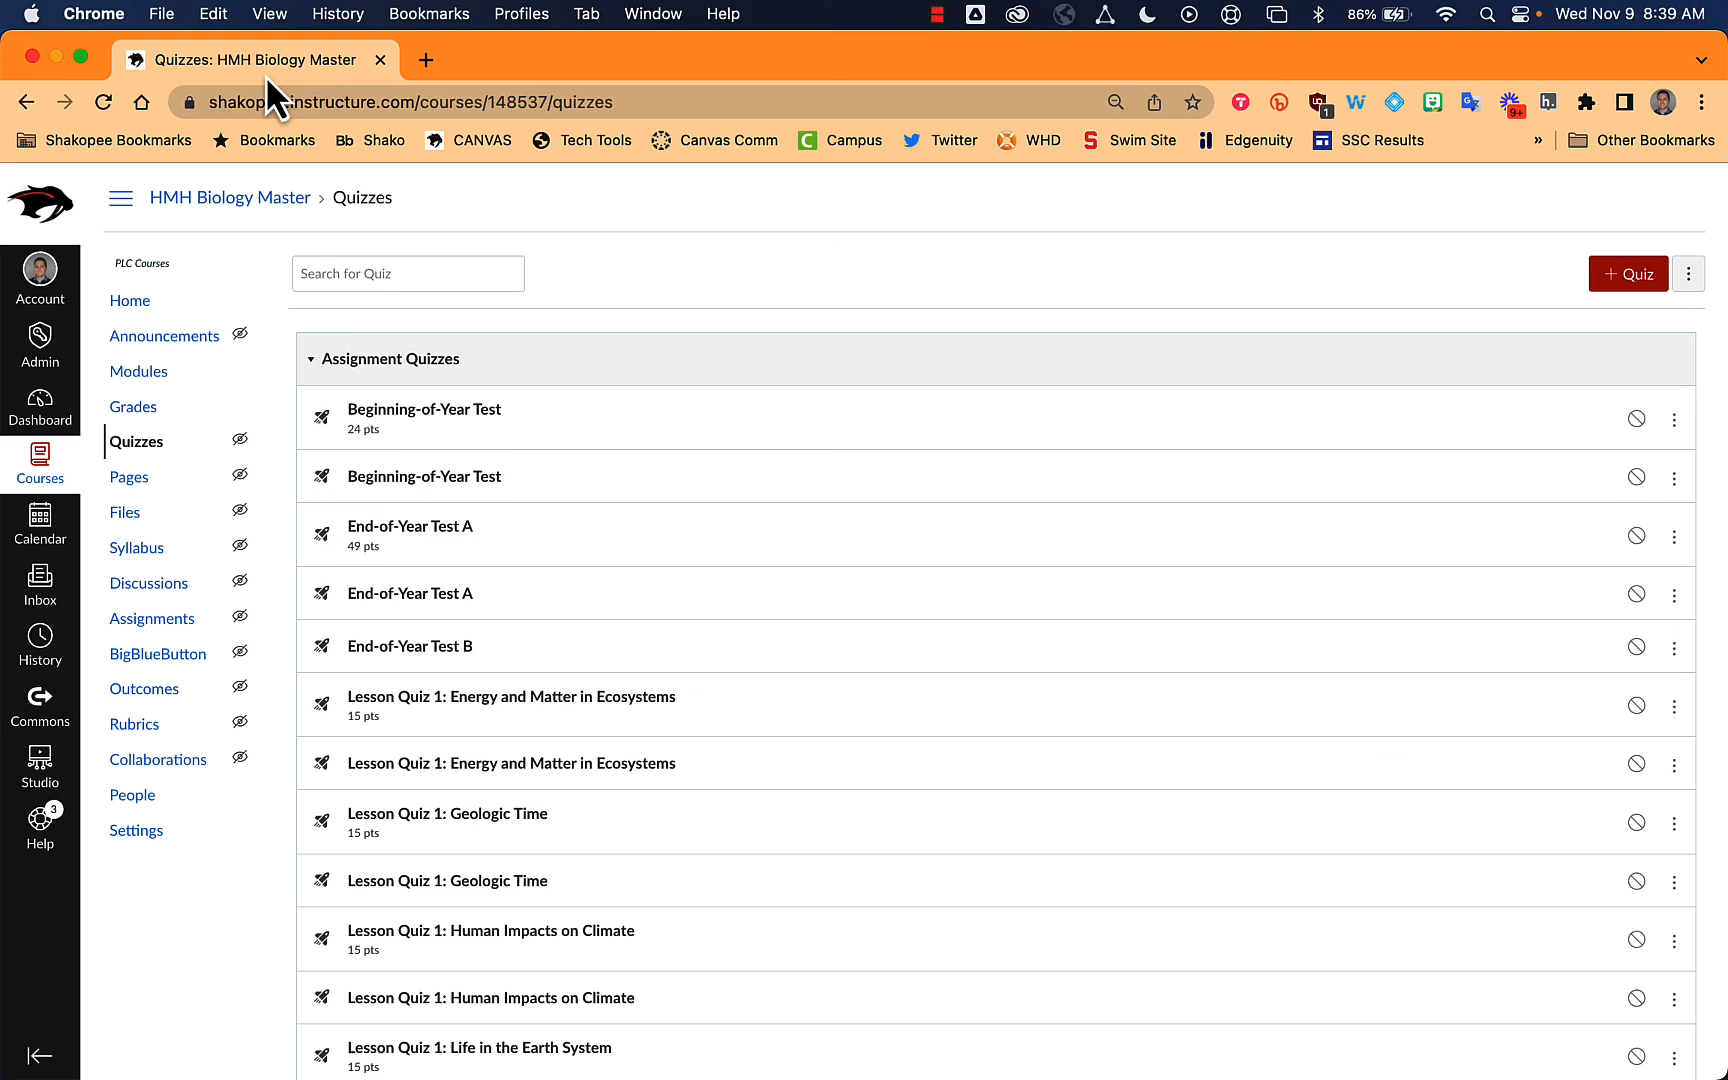 Chrome File Edit View History Bookmarks Profiles Tab Window Help 86% Wed Nov 9 8:39 AM
Quizzes: HMH Biology Master
instructure.com/courses/148537/quizzes 1 9+
Shakopee Bookmarks Bookmarks Bb Shako CANVAS Tech Tools Canvas Comm Campus Twitter WHD Swim Site Edgenuity SSC Results » Other Bookmarks
HMH Biology Master › Quizzes
PLC Courses
Search for Quiz
+ Quiz
Account
Admin
Dashboard
Courses
Calendar
Inbox
History
Commons
Studio
3
Help
Home
Announcements
Modules
Grades
Quizzes
Pages
Files
Syllabus
Discussions
Assignments
BigBlueButton
Outcomes
Rubrics
Collaborations
People
Settings
Assignment Quizzes
Beginning-of-Year Test
24 pts
Beginning-of-Year Test
End-of-Year Test A
49 pts
End-of-Year Test A
End-of-Year Test B
Lesson Quiz 1: Energy and Matter in Ecosystems
15 pts
Lesson Quiz 1: Energy and Matter in Ecosystems
Lesson Quiz 1: Geologic Time
15 pts
Lesson Quiz 1: Geologic Time
Lesson Quiz 1: Human Impacts on Climate
15 pts
Lesson Quiz 1: Human Impacts on Climate
Lesson Quiz 1: Life in the Earth System
15 pts